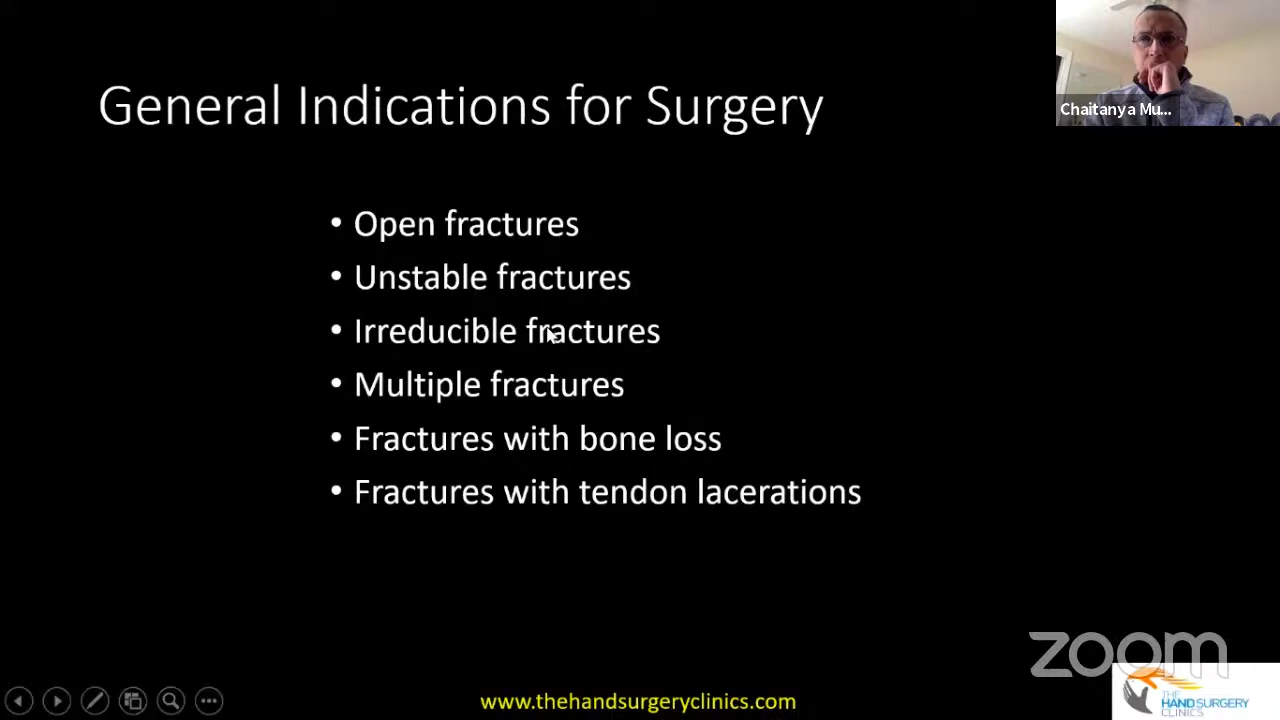 General Indications for Surgery
Chaitanya Mu...
• Open fractures
• Unstable fractures
• Irreducible fractures
• Multiple fractures
• Fractures with bone loss
• Fractures with tendon lacerations
zoom
www.thehandsurgeryclinics.com
THE
HAND SURGERY
CLINICS